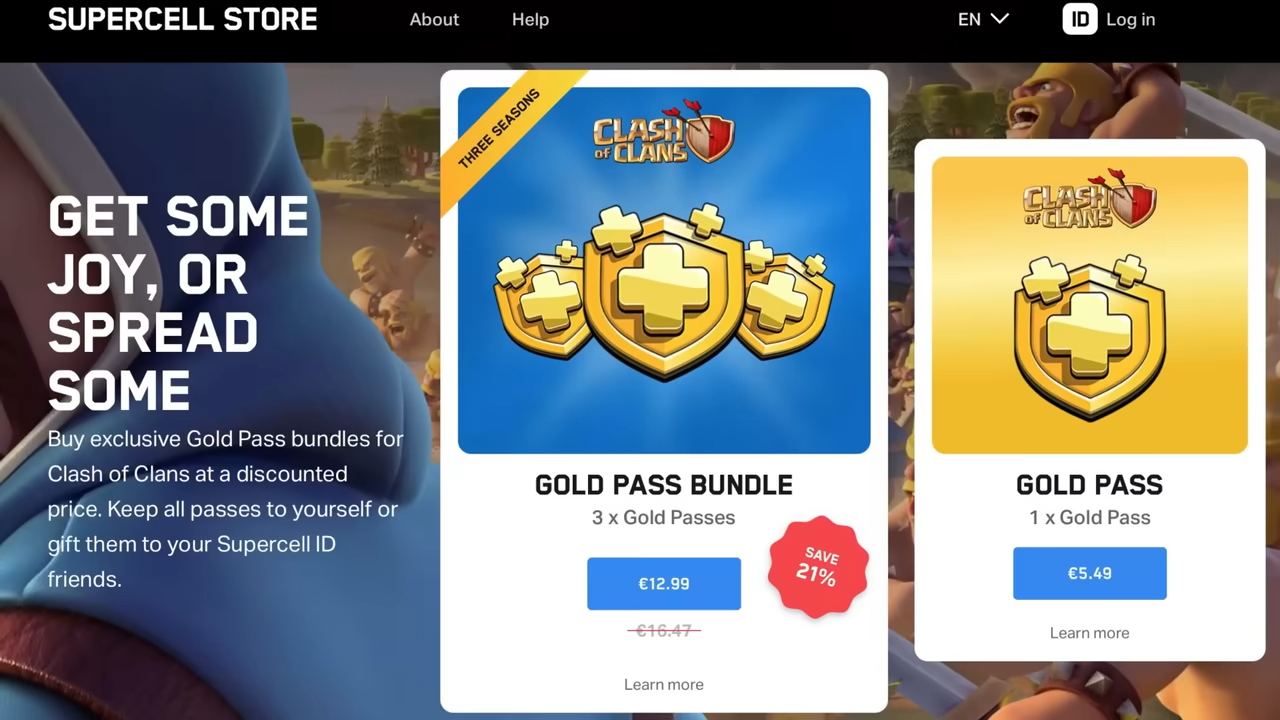 SUPERCELL STORE
About
Help
EN
ID Log in
GET SOME
JOY, OR
SPREAD
SOME
Buy exclusive Gold Pass bundles for
Clash of Clans at a discounted
price. Keep all passes to yourself or
gift them to your Supercell ID
friends.
THREE SEASONS
CLASH
OF CLANS
GOLD PASS BUNDLE
3 x Gold Passes
€12.99
SAVE
21%
€16.47
Learn more
CLASH
OF CLANS
GOLD PASS
1 x Gold Pass
€5.49
Learn more